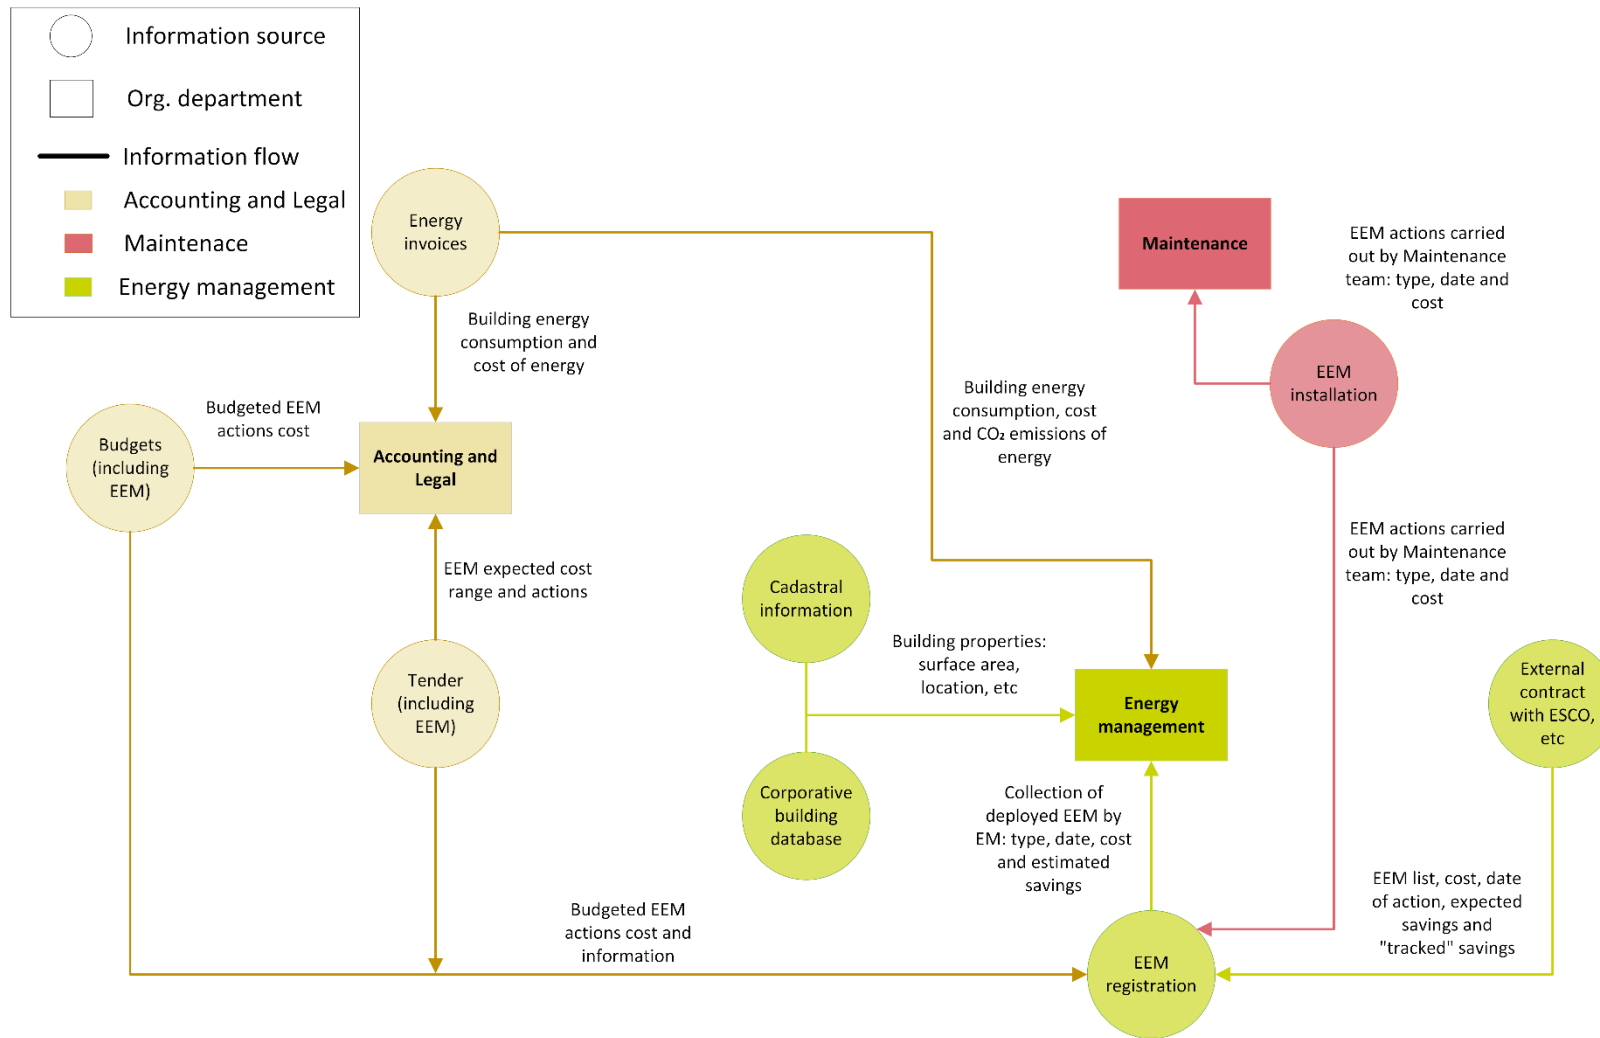 Information source
Org. department
Information flow
Accounting and Legal
Maintenace
Energy management
Energy
invoices
Building energy
consumption and
cost of energy
Budgeted EEM
actions cost
Budgets
(including
EEM)
Accounting and
Legal
EEM expected cost
range and actions
Tender
(including
EEM)
Budgeted EEM
actions cost and
information
Maintenance
EEM actions carried
out by Maintenance
team: type, date and
cost
EEM
installation
Building energy
consumption, cost
and CO₂ emissions of
energy
EEM actions carried
out by Maintenance
team: type, date and
cost
Cadastral
information
Building properties:
surface area,
location, etc
Energy
management
External
contract
with ESCO,
etc
Corporative
building
database
Collection of
deployed EEM by
EM: type, date, cost
and estimated
savings
EEM list, cost, date
of action, expected
savings and
"tracked" savings
EEM
registration